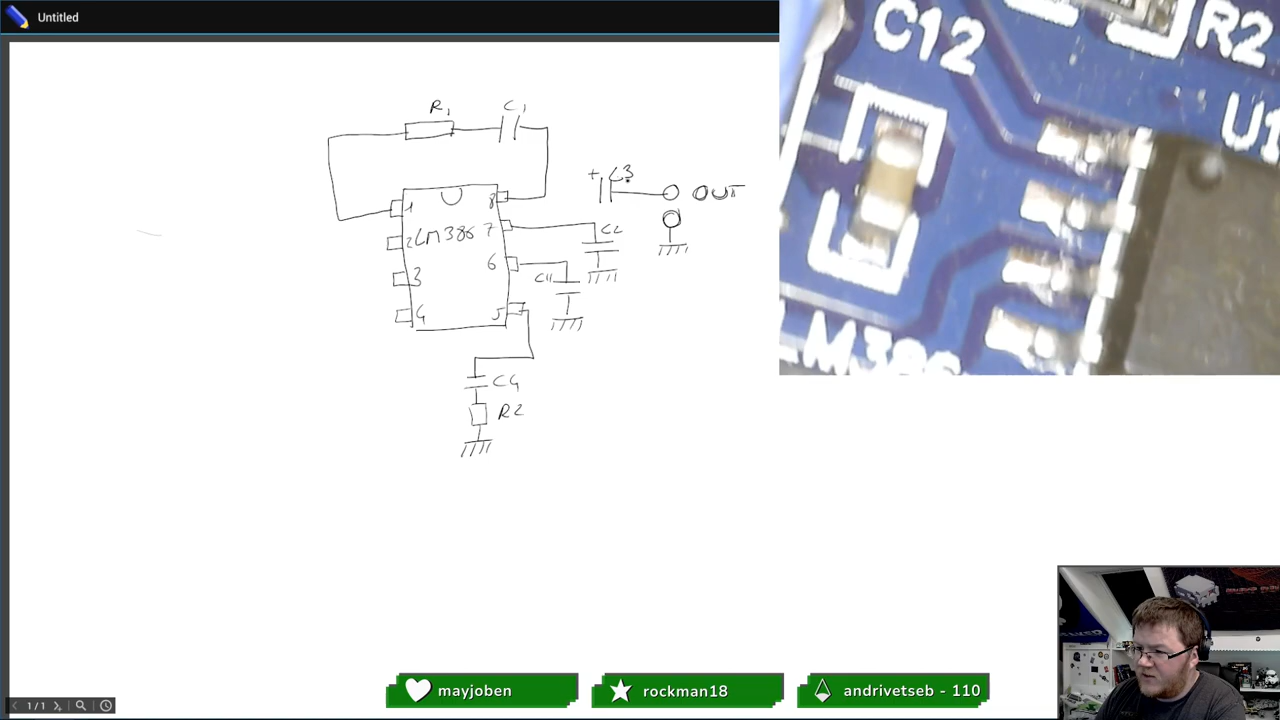 Untitled
R1
C1
1
8
2
LM386
7
3
6
4
5
+
C3
OUT
C2
C11
C4
R2
C12
R2
U1
LM386
1/1
mayjoben
rockman18
andrivetseb - 110